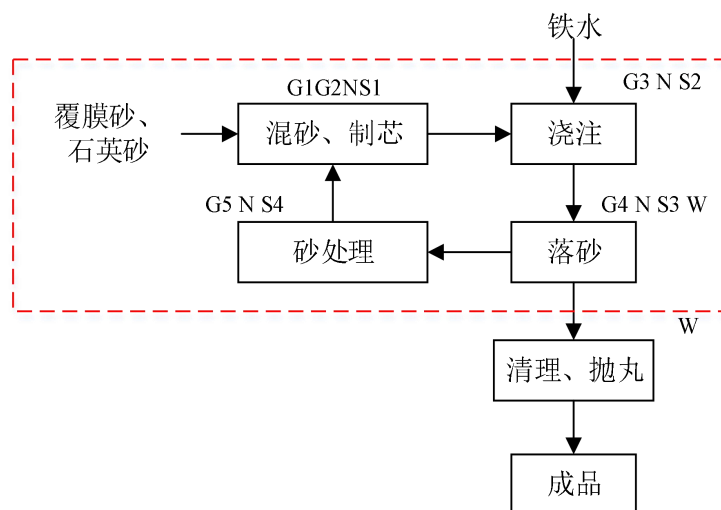 铁水
G3 N S2
G1G2NS1
覆膜砂、
石英砂
混砂、制芯
浇注
G5 N S4
G4 N S3 W
砂处理
落砂
W
清理、抛丸
成品